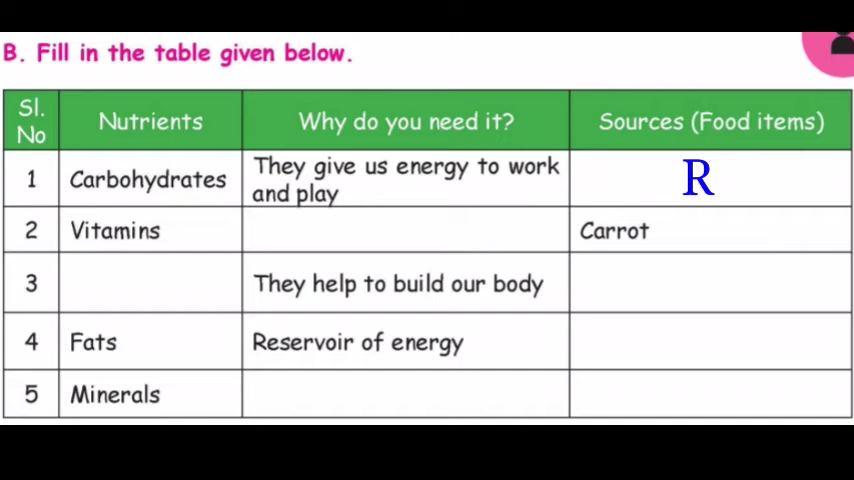 B. Fill in the table given below.
Sl. No Nutrients Why do you need it? Sources (Food items)
1 Carbohydrates They give us energy to work and play R
2 Vitamins Carrot
3 They help to build our body
4 Fats Reservoir of energy
5 Minerals